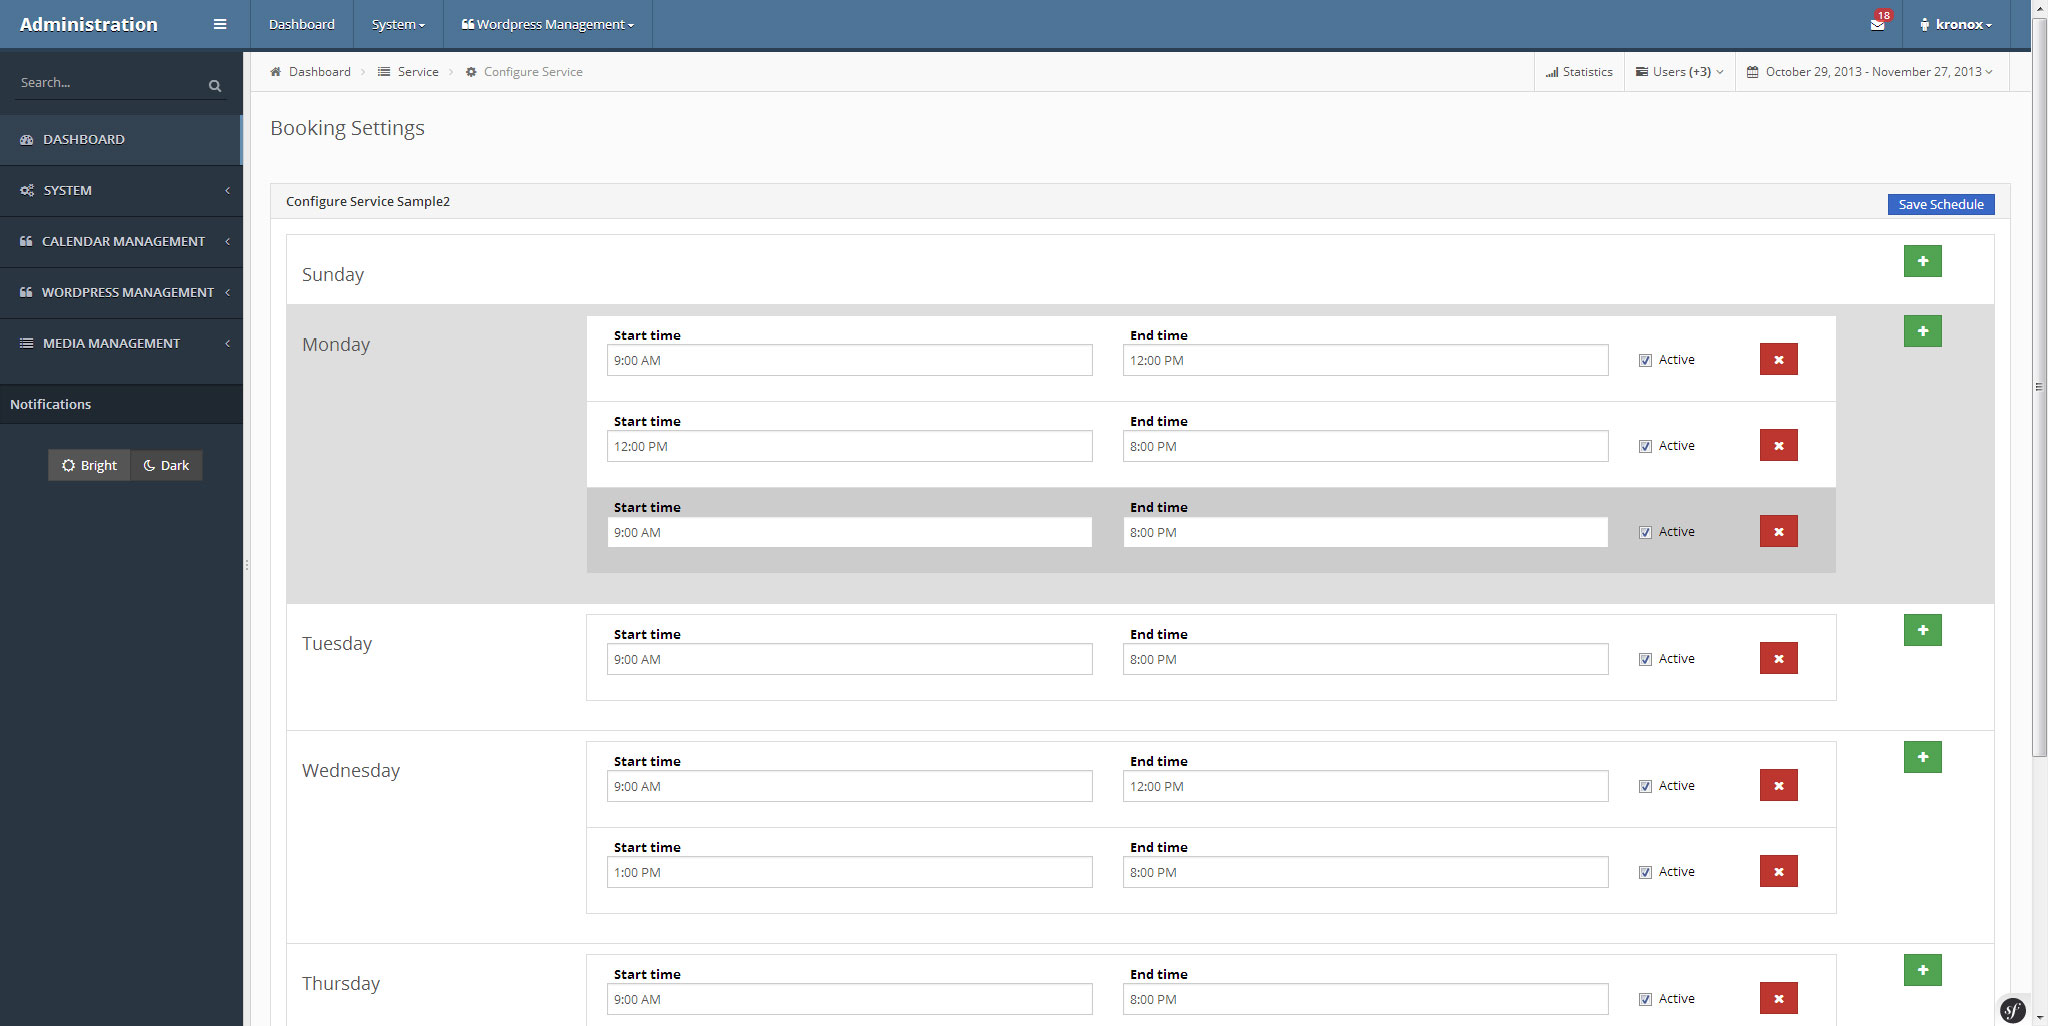 Administration
Dashboard
System
Wordpress Management
18
kronox
Search...
Dashboard
Service
Configure Service
Statistics
Users (+3)
October 29, 2013 - November 27, 2013
DASHBOARD
SYSTEM
CALENDAR MANAGEMENT
WORDPRESS MANAGEMENT
MEDIA MANAGEMENT
Notifications
Bright
Dark
Booking Settings
Configure Service Sample2
Save Schedule
Sunday
Monday
Start time
End time
9:00 AM
12:00 PM
Active
Start time
End time
12:00 PM
8:00 PM
Active
Start time
End time
9:00 AM
8:00 PM
Active
Tuesday
Start time
End time
9:00 AM
8:00 PM
Active
Wednesday
Start time
End time
9:00 AM
12:00 PM
Active
Start time
End time
1:00 PM
8:00 PM
Active
Thursday
Start time
End time
9:00 AM
8:00 PM
Active
sf